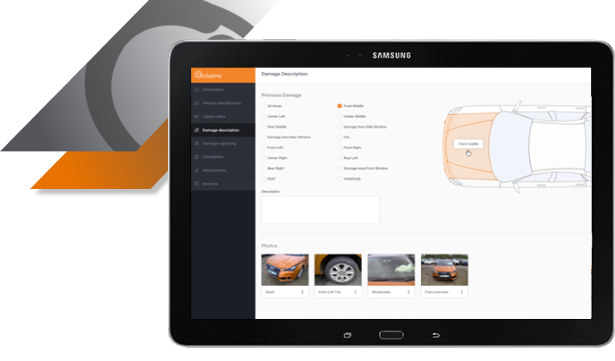 SAMSUNG
claims
Damage Description
Information
Vehicle Identification
Labour rates
Damage description
Damage capturing
Calculation
Attachments
Invoices
Previous Damage
All Areas
Front Middle
Center Left
Center Middle
Rear Middle
Damage Area Side Window
Damage Area Rear Window
Fire
Front Left
Front Right
Center Right
Rear Left
Rear Right
Damage Area Front Window
Roof
Underbody
Front middle
Description
Photos
Hood
Front Left Tire
Windscreen
Front overview